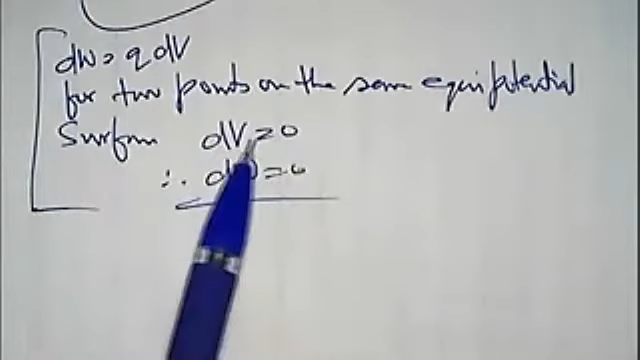 dW = q dV
for two points on the same equipotential
Surface dV = 0
∴ dW = 0